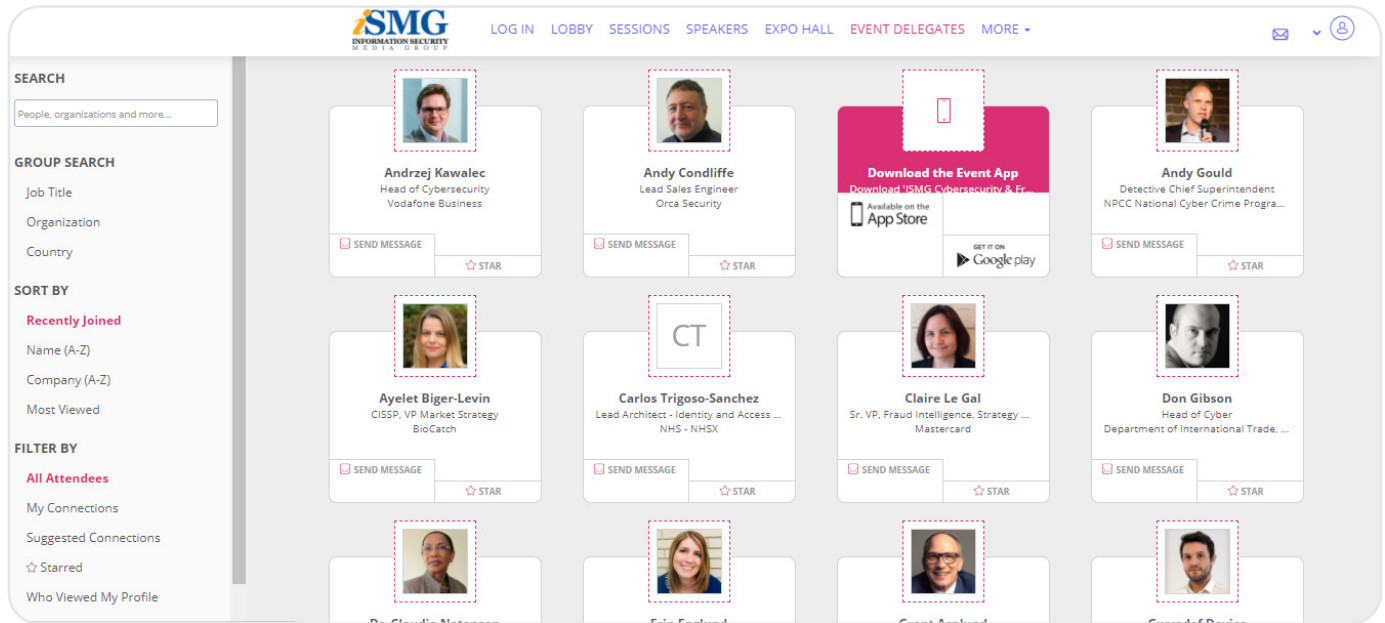 iSMG
INFORMATION SECURITY
MEDIA GROUP
LOG IN LOBBY SESSIONS SPEAKERS EXPO HALL EVENT DELEGATES MORE
SEARCH
People, organizations and more...
GROUP SEARCH
Job Title
Organization
Country
SORT BY
Recently Joined
Name (A-Z)
Company (A-Z)
Most Viewed
FILTER BY
All Attendees
My Connections
Suggested Connections
Starred
Who Viewed My Profile
Andrzej Kawalec
Head of Cybersecurity
Vodafone Business
SEND MESSAGE
STAR
Andy Condliffe
Lead Sales Engineer
Orca Security
SEND MESSAGE
STAR
Download the Event App
Download 'ISMG Cybersecurity & Fr...
Available on the
App Store
GET IT ON
Google play
Andy Gould
Detective Chief Superintendent
NPCC National Cyber Crime Progra...
SEND MESSAGE
STAR
Ayelet Biger-Levin
CISSP, VP Market Strategy
BioCatch
SEND MESSAGE
STAR
CT
Carlos Trigoso-Sanchez
Lead Architect - Identity and Access ...
NHS - NHSX
SEND MESSAGE
STAR
Claire Le Gal
Sr. VP, Fraud Intelligence, Strategy ...
Mastercard
SEND MESSAGE
STAR
Don Gibson
Head of Cyber
Department of International Trade, ...
SEND MESSAGE
STAR